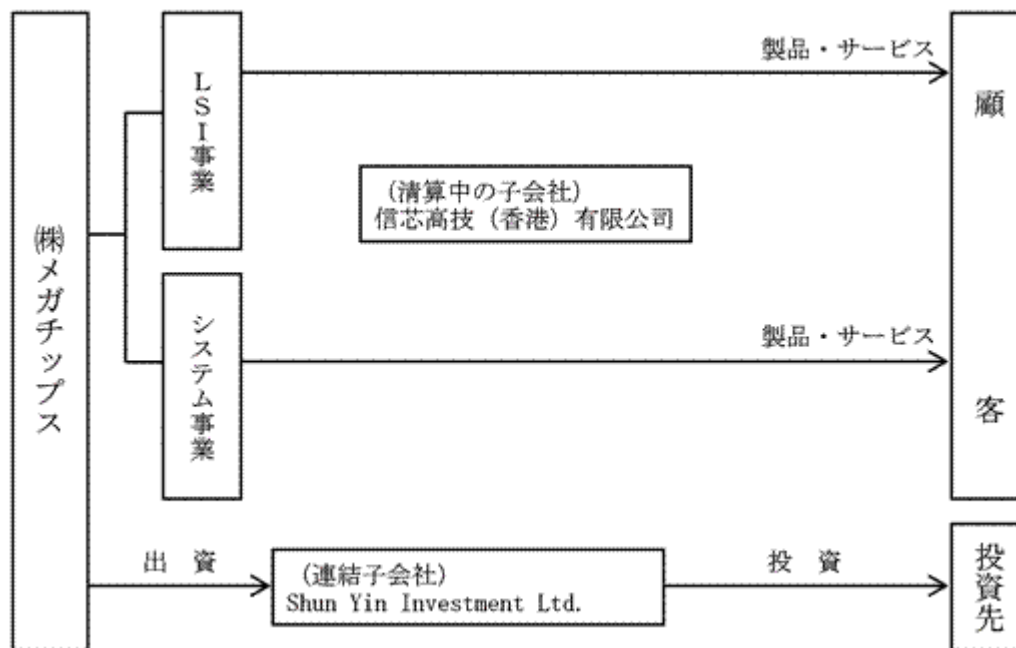 ㈱メガチップス
LSI事業
製品・サービス
(清算中の子会社)
信芯高技(香港)有限公司
システム事業
製品・サービス
顧客
出 資
(連結子会社)
Shun Yin Investment Ltd.
投 資
投資先